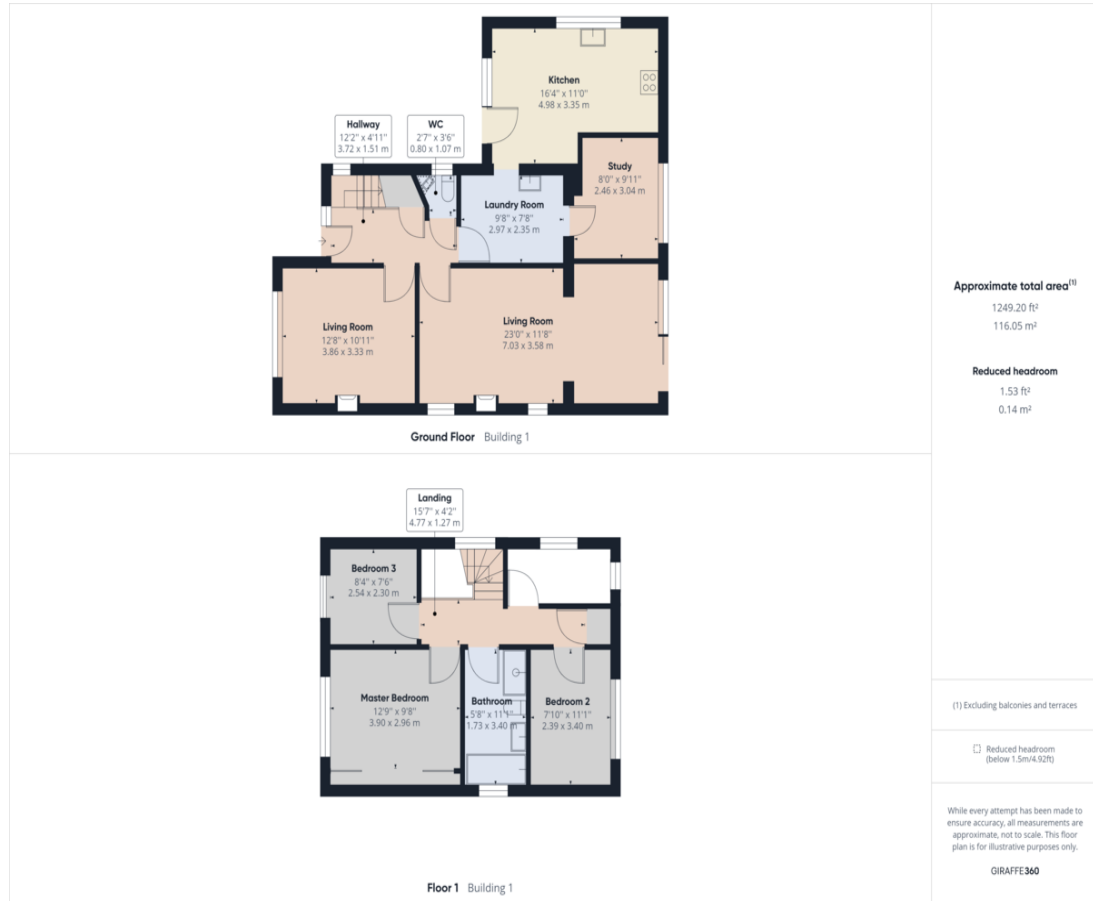 Kitchen
16'4" x 11'0"
4.98 x 3.35 m
Hallway
12'2" x 4'11"
3.72 x 1.51 m
WC
2'7" x 3'6"
0.80 x 1.07 m
Study
8'0" x 9'11"
2.46 x 3.04 m
Laundry Room
9'8" x 7'8"
2.97 x 2.35 m
Living Room
12'8" x 10'11"
3.86 x 3.33 m
Living Room
23'0" x 11'8"
7.03 x 3.58 m
Ground Floor Building 1
Landing
15'7" x 4'2"
4.77 x 1.27 m
Bedroom 3
8'4" x 7'6"
2.54 x 2.30 m
Master Bedroom
12'9" x 9'8"
3.90 x 2.96 m
Bathroom
5'8" x 11'1"
1.73 x 3.40 m
Bedroom 2
7'10" x 11'1"
2.39 x 3.40 m
Floor 1 Building 1
Approximate total area(1)
1249.20 ft²
116.05 m²
Reduced headroom
1.53 ft²
0.14 m²
(1) Excluding balconies and terraces
Reduced headroom
(below 1.5m/4.92ft)
While every attempt has been made to
ensure accuracy, all measurements are
approximate, not to scale. This floor
plan is for illustrative purposes only.
GIRAFFE360